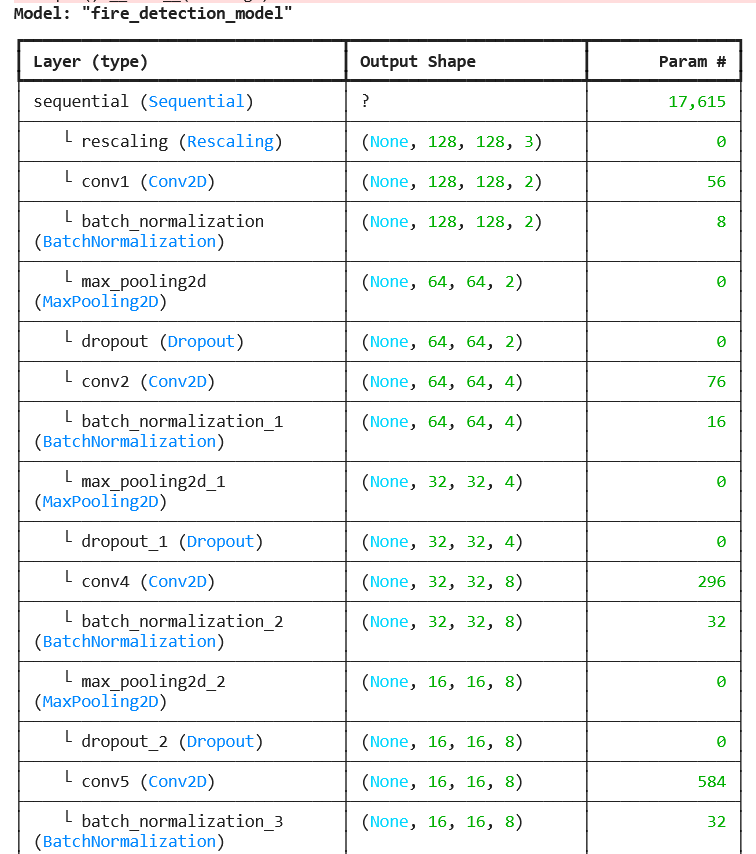 Model: "fire_detection_model"
Layer (type) Output Shape Param #
sequential (Sequential) ? 17,615
└ rescaling (Rescaling) (None, 128, 128, 3) 0
└ conv1 (Conv2D) (None, 128, 128, 2) 56
└ batch_normalization (None, 128, 128, 2) 8
(BatchNormalization)
└ max_pooling2d (None, 64, 64, 2) 0
(MaxPooling2D)
└ dropout (Dropout) (None, 64, 64, 2) 0
└ conv2 (Conv2D) (None, 64, 64, 4) 76
└ batch_normalization_1 (None, 64, 64, 4) 16
(BatchNormalization)
└ max_pooling2d_1 (None, 32, 32, 4) 0
(MaxPooling2D)
└ dropout_1 (Dropout) (None, 32, 32, 4) 0
└ conv4 (Conv2D) (None, 32, 32, 8) 296
└ batch_normalization_2 (None, 32, 32, 8) 32
(BatchNormalization)
└ max_pooling2d_2 (None, 16, 16, 8) 0
(MaxPooling2D)
└ dropout_2 (Dropout) (None, 16, 16, 8) 0
└ conv5 (Conv2D) (None, 16, 16, 8) 584
└ batch_normalization_3 (None, 16, 16, 8) 32
(BatchNormalization)